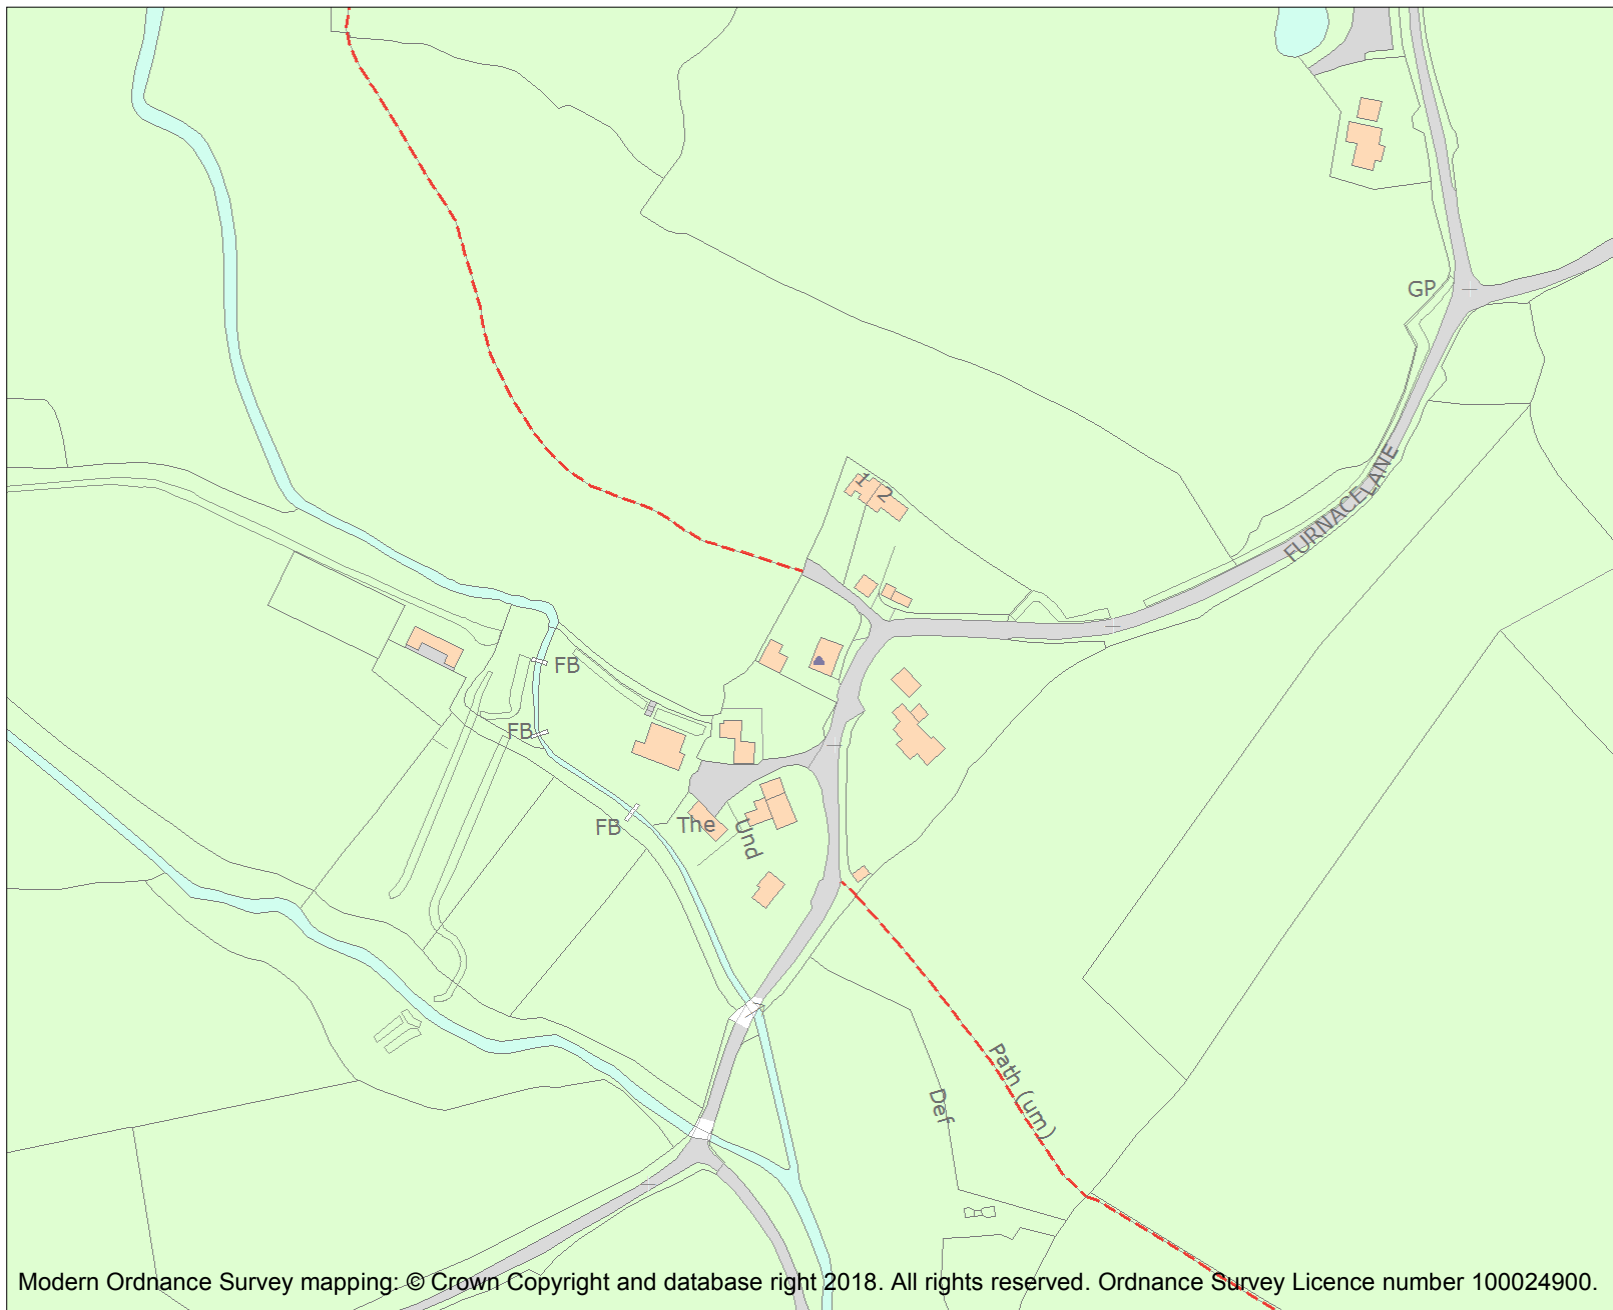 GP
FURNACE LANE
1 2
FB
FB
FB
The
Und
Path (um)
Def
Modern Ordnance Survey mapping: © Crown Copyright and database right 2018. All rights reserved. Ordnance Survey Licence number 100024900.